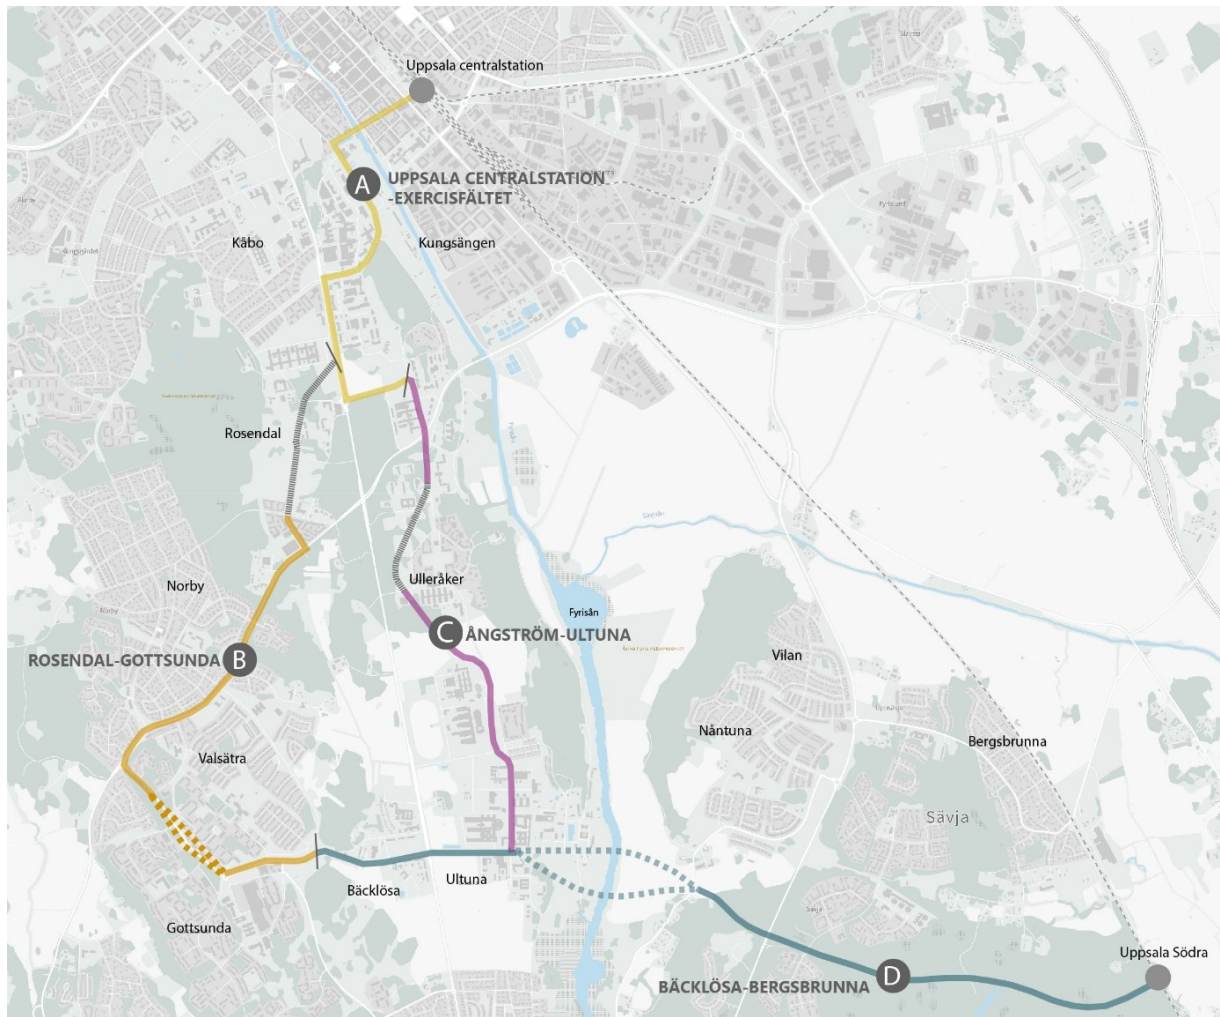 Uppsala centralstation
A
UPPSALA CENTRALSTATION
-EXERCISFÄLTET
Kåbo
Kungsängen
Rosendal
Norby
Ulleråker
Fyrisån
C
ÅNGSTRÖM-ULTUNA
ROSENDAL-GOTTSUNDA
B
Vilan
Nåntuna
Bergsbrunna
Valsätra
Sävja
Ultuna
Bäcklösa
Gottsunda
Uppsala Södra
D
BÄCKLÖSA-BERGSBRUNNA